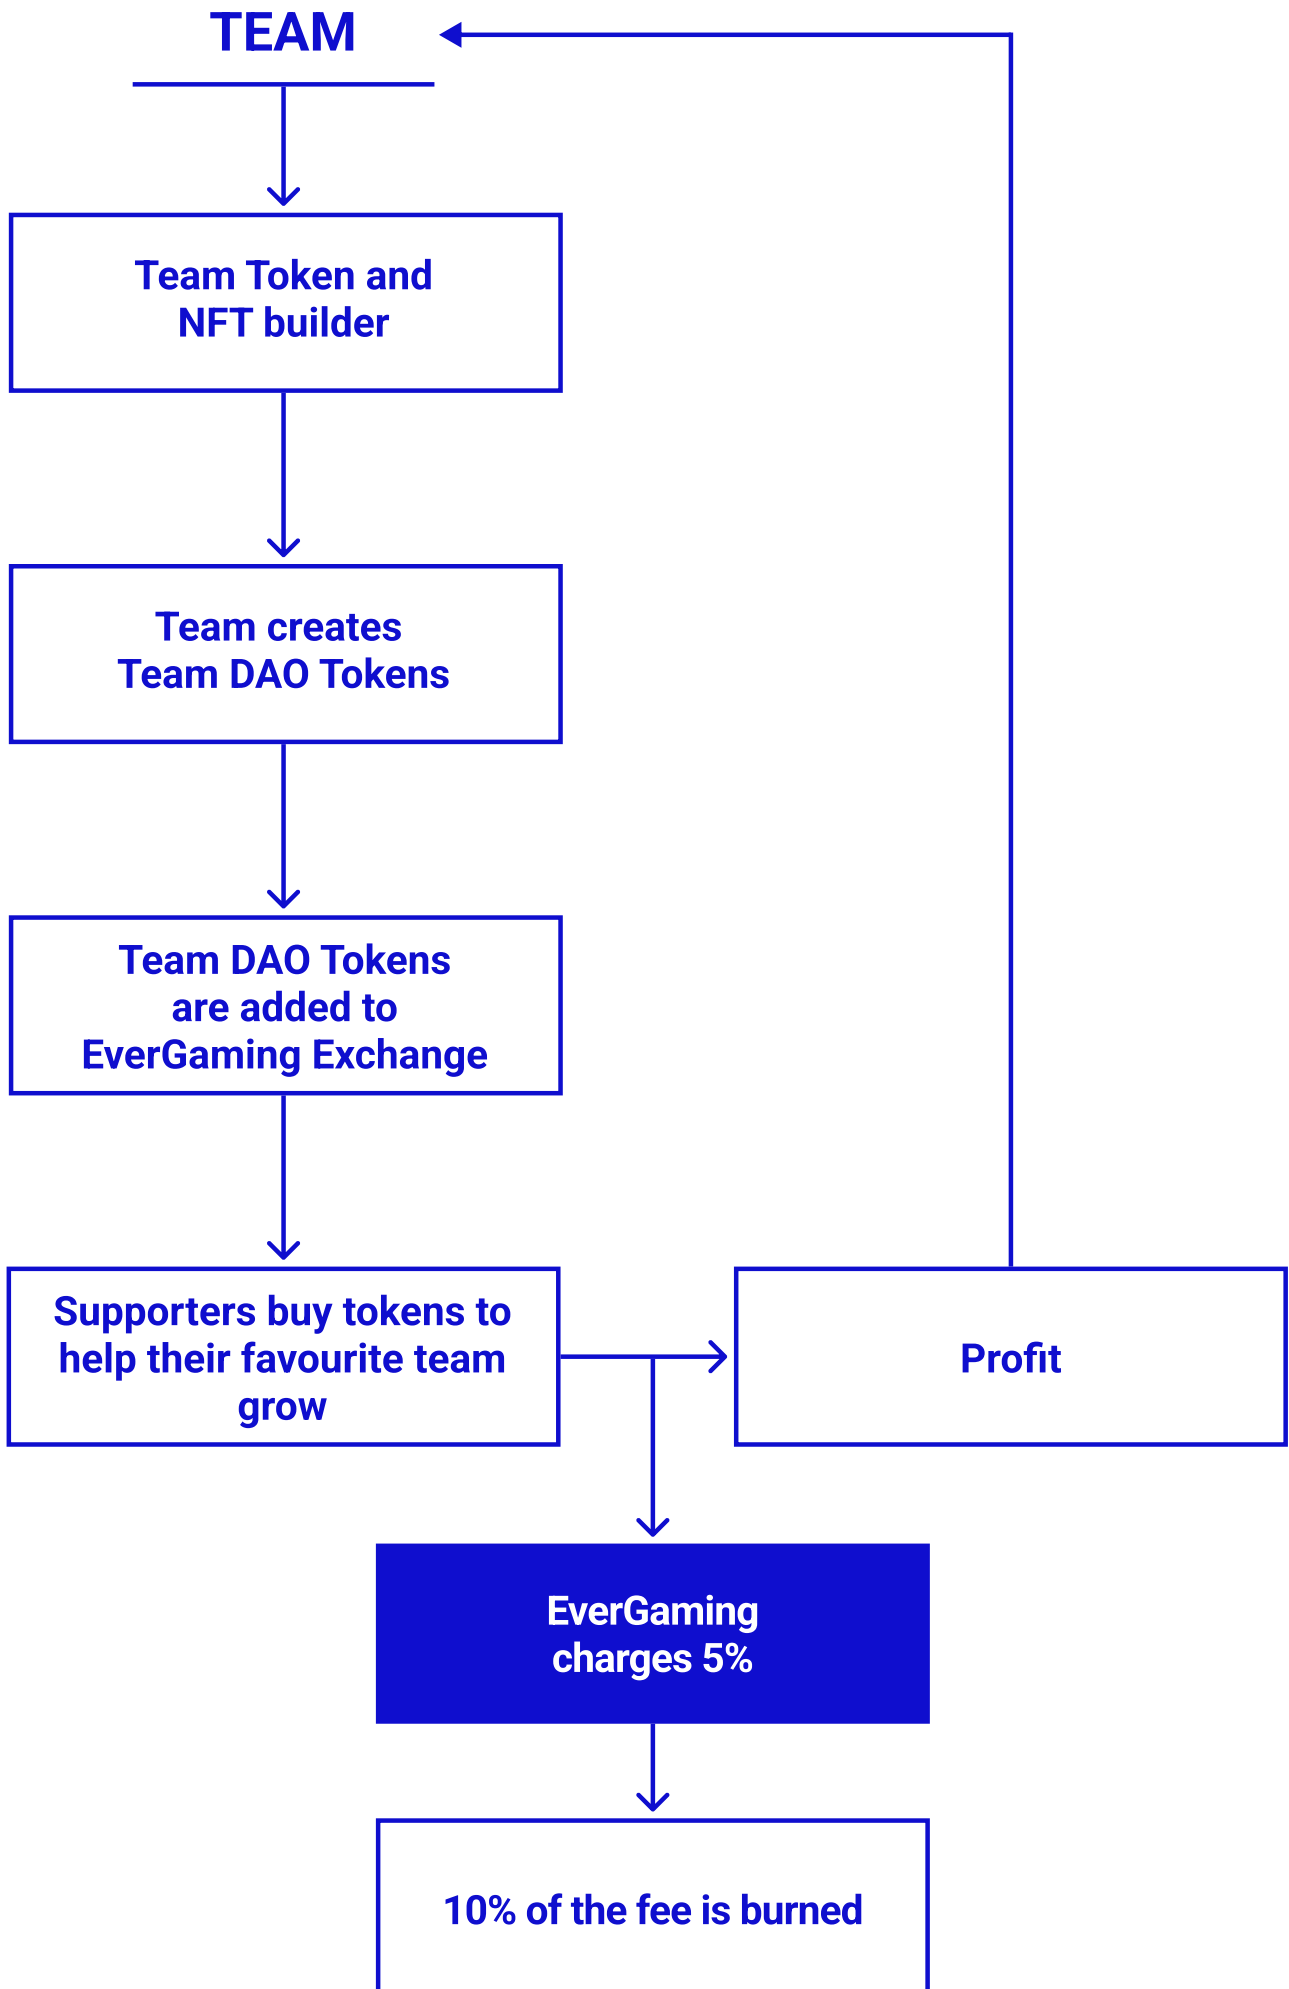 TEAM
Team Token and
NFT builder
Team creates
Team DAO Tokens
Team DAO Tokens
are added to
EverGaming Exchange
Supporters buy tokens to
help their favourite team
grow
Profit
EverGaming
charges 5%
10% of the fee is burned